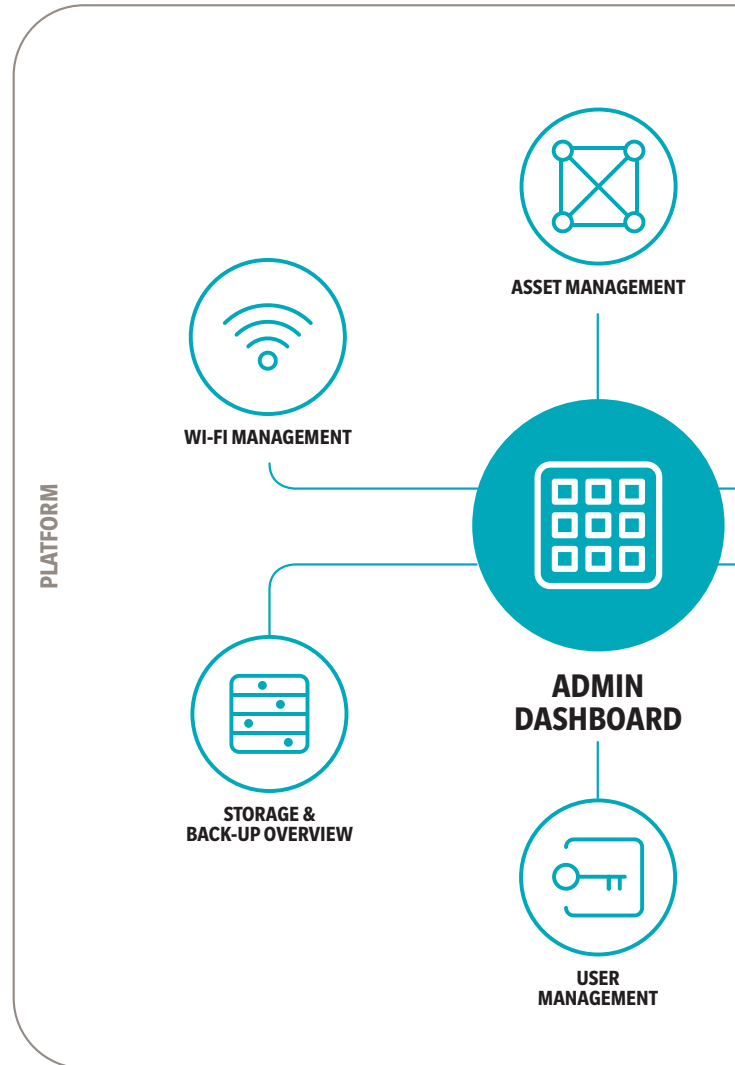 ASSET MANAGEMENT
WI-FI MANAGEMENT
PLATFORM
ADMIN
DASHBOARD
STORAGE &
BACK-UP OVERVIEW
USER
MANAGEMENT